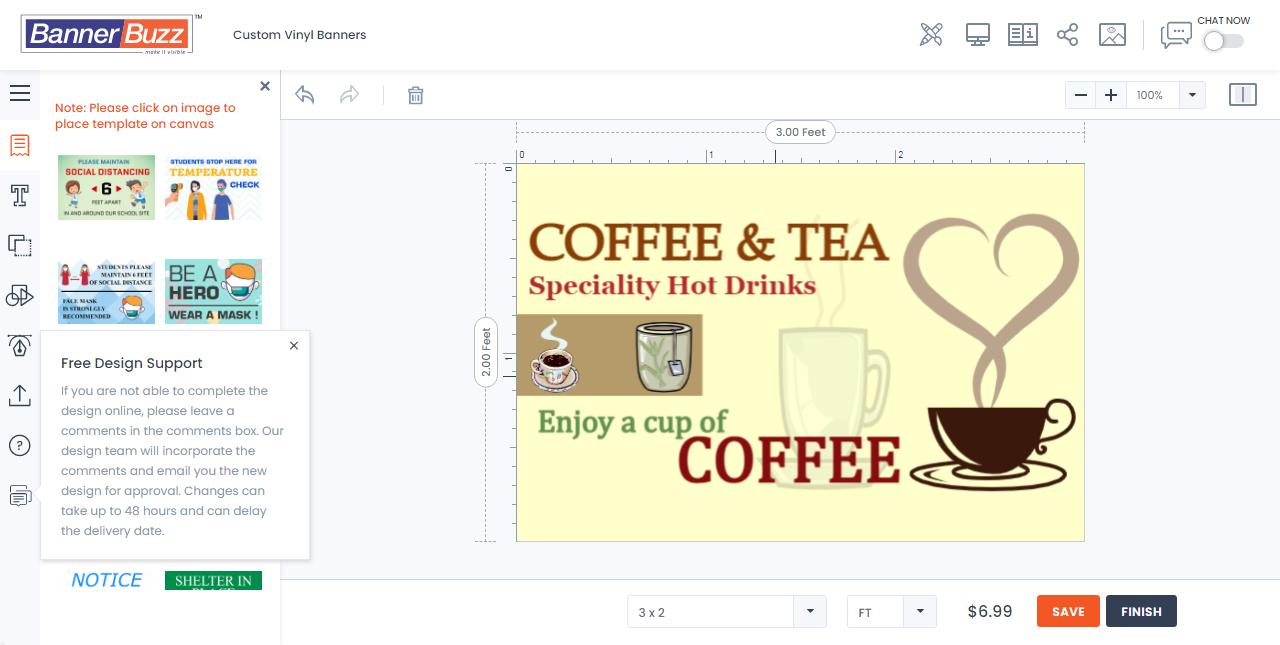 BannerBuzz™
make it visible
Custom Vinyl Banners
CHAT NOW
Note: Please click on image to
place template on canvas
PLEASE MAINTAIN
SOCIAL DISTANCING
6
FEET APART
IN AND AROUND OUR SCHOOL SITE
STUDENTS STOP HERE FOR
TEMPERATURE
CHECK
STUDENTS PLEASE
MAINTAIN 6 FEET
OF SOCIAL DISTANCE
FACE MASK
IS STRONLGLY
RECOMMENDED
BE A
HERO
WEAR A MASK !
Free Design Support
If you are not able to complete the
design online, please leave a
comments in the comments box. Our
design team will incorporate the
comments and email you the new
design for approval. Changes can
take up to 48 hours and can delay
the delivery date.
NOTICE
SHELTER IN
PLACE
100%
3.00 Feet
0
1
2
0
1
2.00 Feet
COFFEE & TEA
Speciality Hot Drinks
Enjoy a cup of
COFFEE
3 x 2
FT
$6.99
SAVE
FINISH